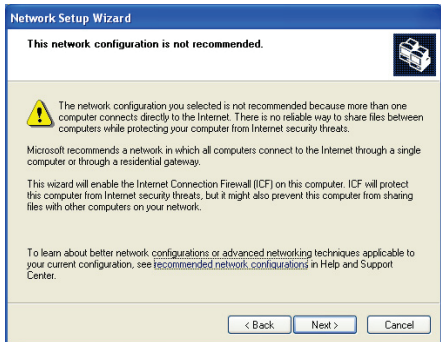 Network Setup Wizard
This network configuration is not recommended.
The network configuration you selected is not recommended because more than one
computer connects directly to the Internet. There is no reliable way to share files between
computers while protecting your computer from Internet security threats.
Microsoft recommends a network in which all computers connect to the Internet through a single
computer or through a residential gateway.
This wizard will enable the Internet Connection Firewall (ICF) on this computer. ICF will protect
this computer from Internet security threats, but it might also prevent this computer from sharing
files with other computers on your network.
To learn about better network configurations or advanced networking techniques applicable to
your current configuration, see recommended network configurations in Help and Support
Center.
< Back Next > Cancel